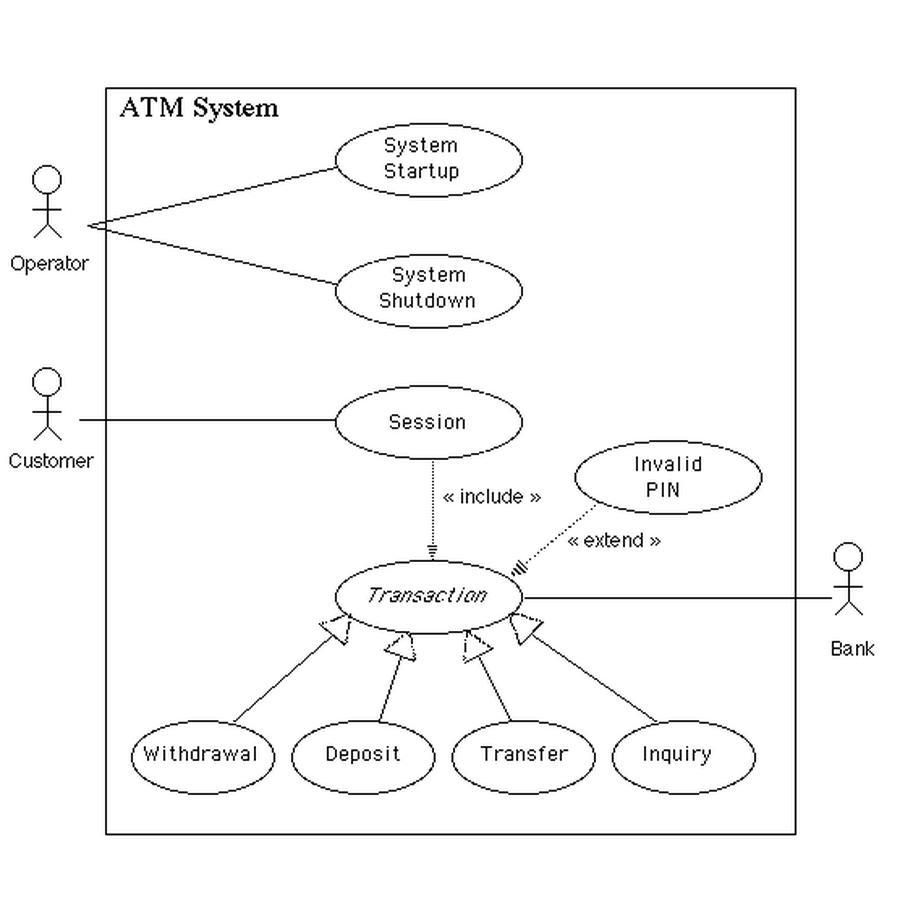 ATM System
System
Startup
Operator
System
Shutdown
Customer
Session
Invalid
PIN
« include »
« extend »
Transaction
Bank
Withdrawal
Deposit
Transfer
Inquiry